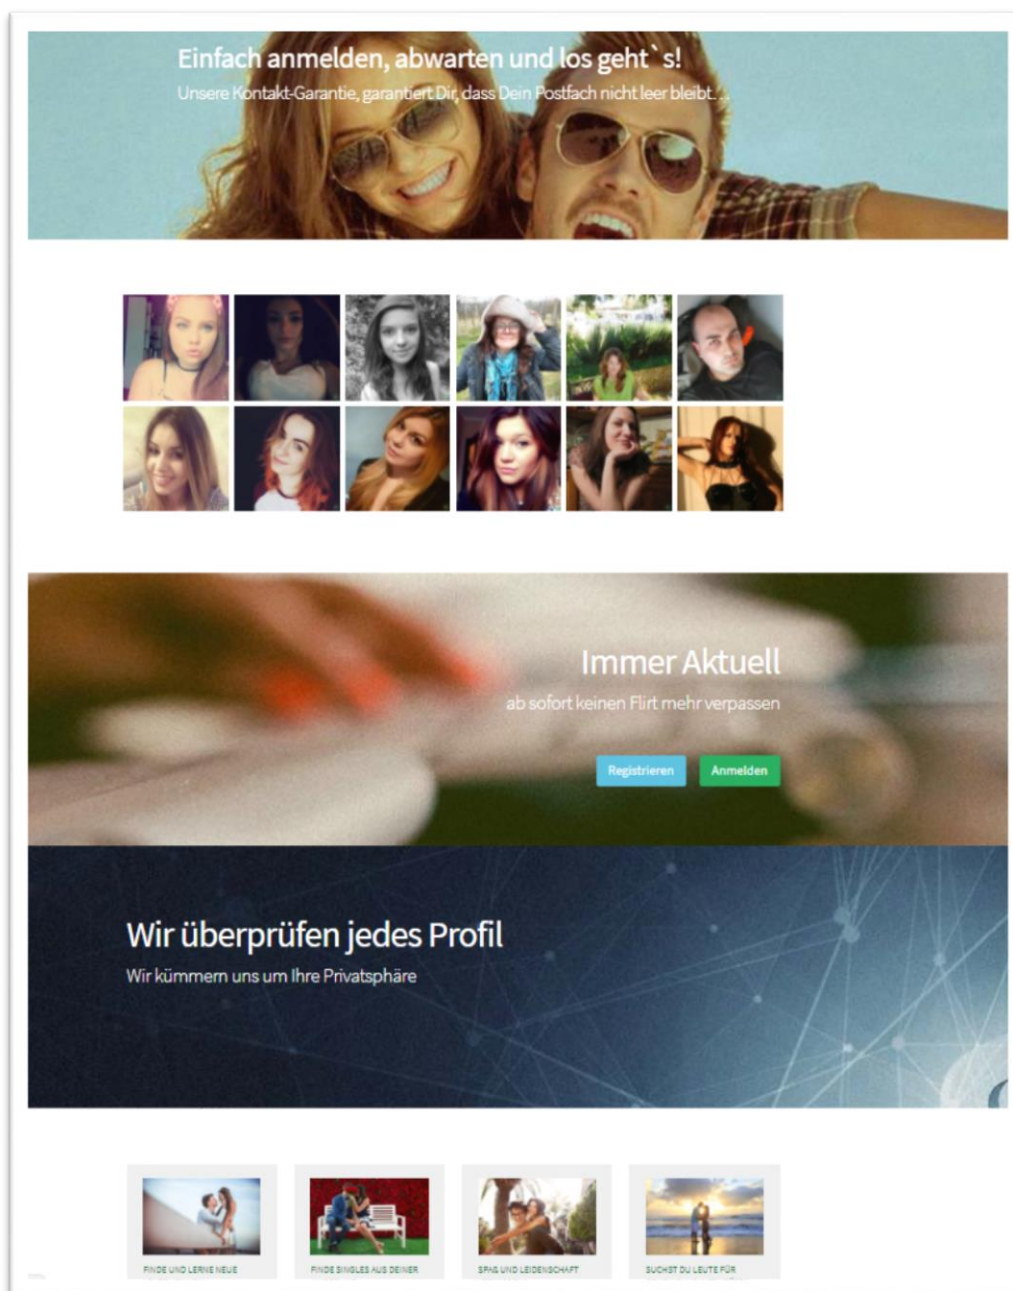 Einfach anmelden, abwarten und los geht`s!
Unsere Kontakt-Garantie, garantiert Dir, dass Dein Postfach nicht leer bleibt…
Immer Aktuell
ab sofort keinen Flirt mehr verpassen
Registrieren
Anmelden
Wir überprüfen jedes Profil
Wir kümmern uns um Ihre Privatsphäre
FINDE UND LERNE NEUE
FINDE SINGLES AUS DEINER
SPAß UND LEIDENSCHAFT
SUCHST DU LEUTE FÜR